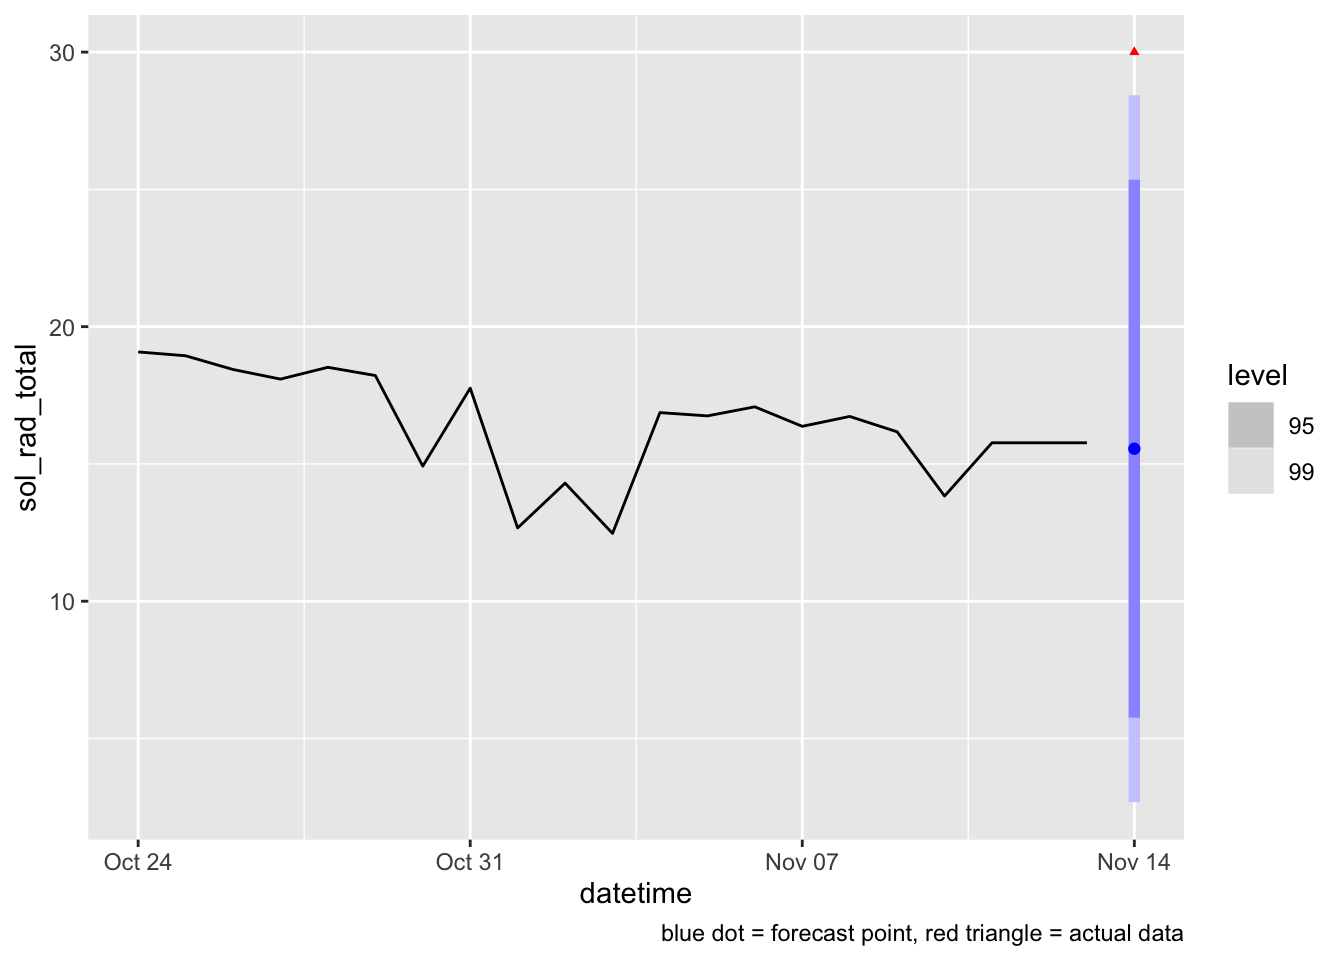 30
20
10
sol_rad_total
Oct 24
Oct 31
Nov 07
Nov 14
datetime
level
95
99
blue dot = forecast point, red triangle = actual data